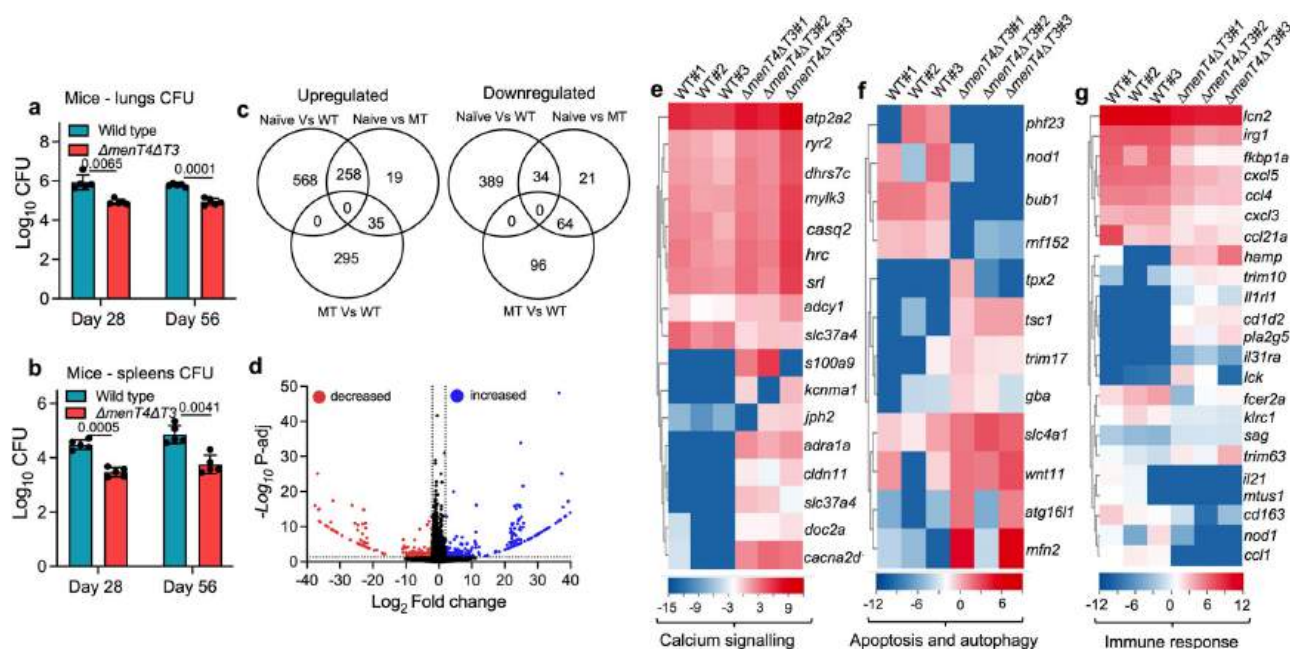 a
Mice - lungs CFU
Wild type
ΔmenT4ΔT3
0.0065
0.0001
Log10 CFU
8
6
4
2
0
Day 28
Day 56
b
Mice - spleens CFU
Wild type
ΔmenT4ΔT3
0.0005
0.0041
Log10 CFU
6
4
2
0
Day 28
Day 56
c
Upregulated
Naïve Vs WT
Naive vs MT
568
258
19
0
0
35
295
MT Vs WT
Downregulated
Naïve Vs WT
Naive vs MT
389
34
21
0
0
64
96
MT Vs WT
d
decreased
increased
-Log10 P-adj
50
40
30
20
10
0
-40 -30 -20 -10 0 10 20 30 40
Log2 Fold change
e
WT#1
WT#2
WT#3
ΔmenT4ΔT3#1
ΔmenT4ΔT3#2
ΔmenT4ΔT3#3
atp2a2
ryr2
dhrs7c
mylk3
casq2
hrc
srl
adcy1
slc37a4
s100a9
kcnma1
jph2
adra1a
cldn11
slc37a4
doc2a
cacna2d
-15 -9 -3 3 9
Calcium signalling
f
WT#1
WT#2
WT#3
ΔmenT4ΔT3#1
ΔmenT4ΔT3#2
ΔmenT4ΔT3#3
phf23
nod1
bub1
rnf152
tpx2
tsc1
trim17
gba
slc4a1
wnt11
atg16l1
mfn2
-12 -6 0 6
Apoptosis and autophagy
g
WT#1
WT#2
WT#3
ΔmenT4ΔT3#1
ΔmenT4ΔT3#2
ΔmenT4ΔT3#3
lcn2
irg1
fkbp1a
cxcl5
ccl4
cxcl3
ccl21a
hamp
trim10
il1rl1
cd1d2
pla2g5
il31ra
lck
fcer2a
klrc1
sag
trim63
il21
mtus1
cd163
nod1
ccl1
-12 -6 0 6 12
Immune response